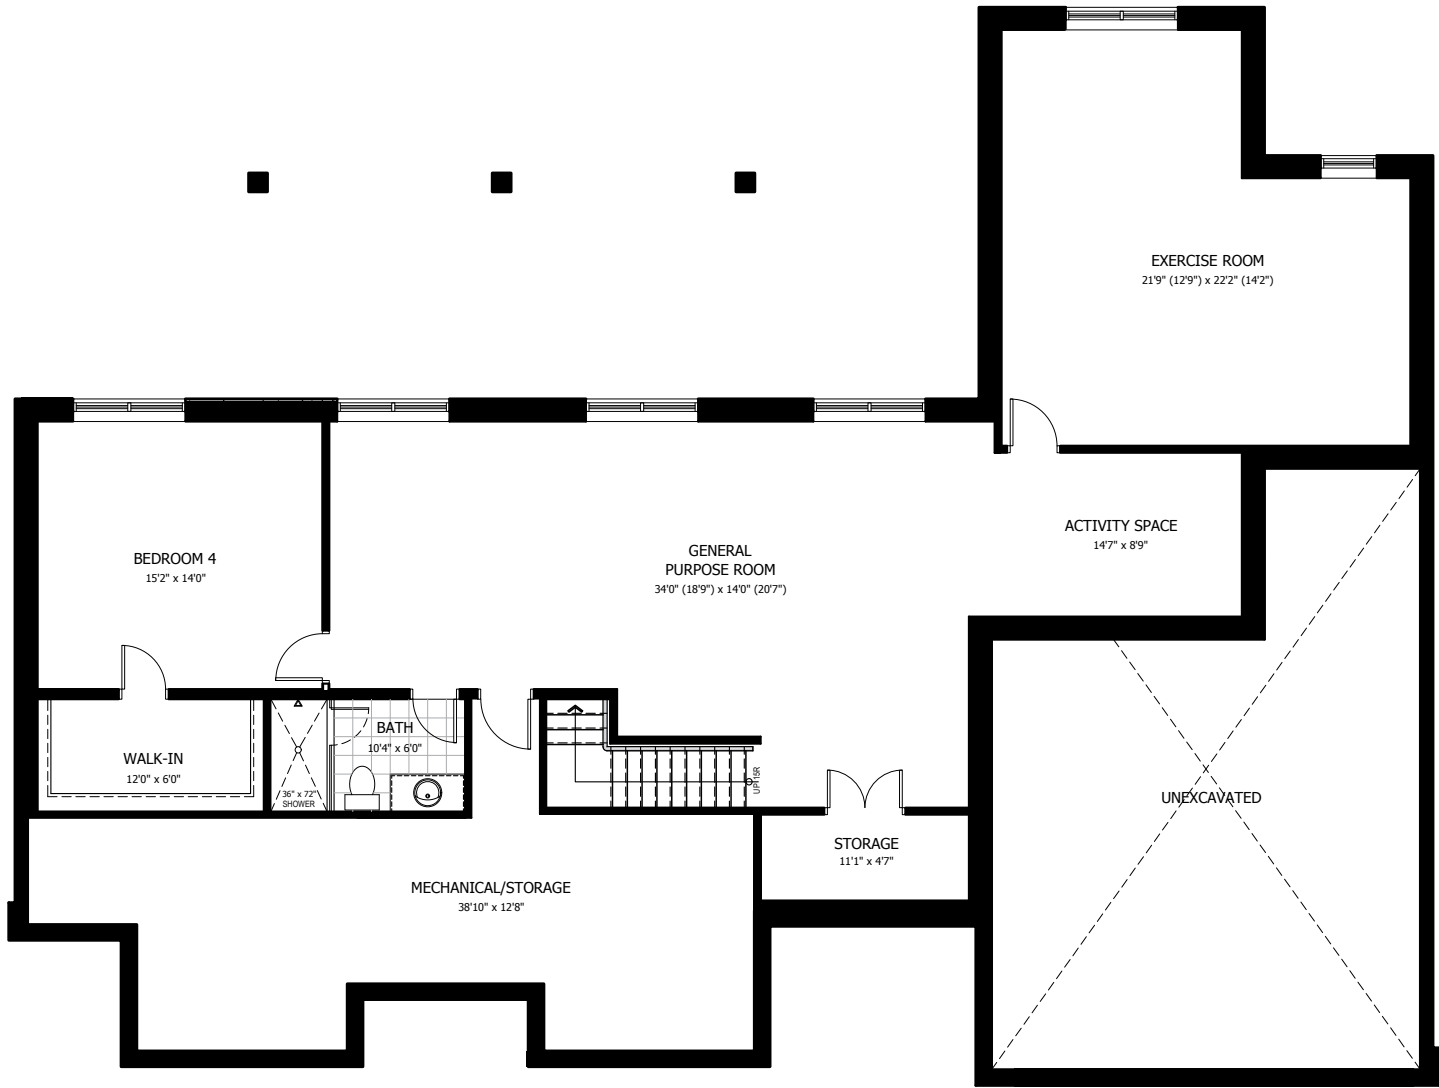 EXERCISE ROOM
21'9" (12'9") x 22'2" (14'2")
ACTIVITY SPACE
14'7" x 8'9"
BEDROOM 4
15'2" x 14'0"
GENERAL
PURPOSE ROOM
34'0" (18'9") x 14'0" (20'7")
BATH
10'4" x 6'0"
WALK-IN
12'0" x 6'0"
36" x 72"
SHOWER
UP 15R
UNEXCAVATED
STORAGE
11'1" x 4'7"
MECHANICAL/STORAGE
38'10" x 12'8"